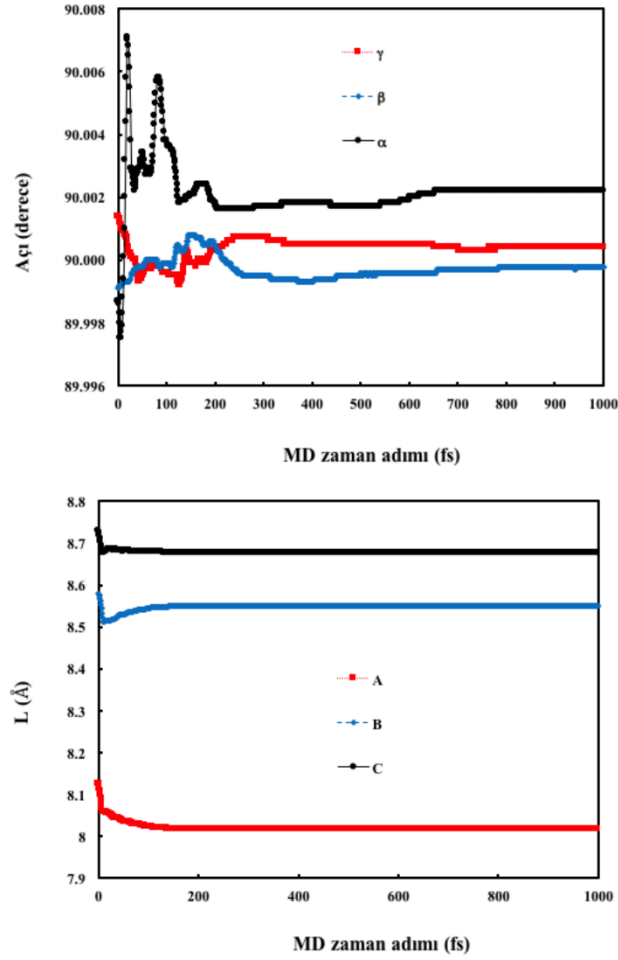 90.008
90.006
90.004
90.002
90.000
89.998
89.996
Açı (derece)
γ
β
α
0 100 200 300 400 500 600 700 800 900 1000
MD zaman adımı (fs)
8.8
8.7
8.6
8.5
8.4
8.3
8.2
8.1
8
7.9
L (Å)
A
B
C
0 200 400 600 800 1000
MD zaman adımı (fs)